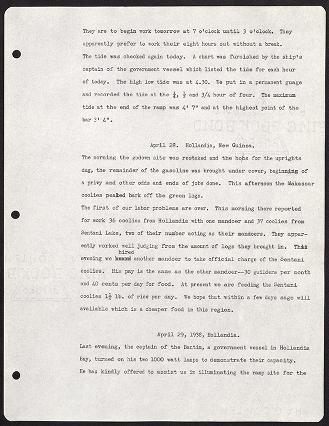 They are to begin work tomorrow at 7 o'clock until 3 o'clock. They
apparently prefer to work their eight hours out without a break.
The tide was checked again today. A chart was furnished by the ship's
captain of the government vessel which listed the tide for each hour
of today. The high low tide was at 4.30. We put in a permanent guage
and recorded the tide at the ¼, ½ and 3/4 hour of four. The maximum
tide at the end of the ramp was 4' 7" and at the highest point of the
bar 3' 4".
April 28. Hollandia, New Guinea.
The morning the godown site was restaked and the hobs for the uprights
dug, the remainder of the gasoline was brought under cover, beginning of
a privy and other odds and ends of jobs done. This afternoon the Makassar
coolies peaked bark off the green logs.
The first of our labor problems are over. This morning there reported
for work 36 coolies from Hollandia with one mandoer and 37 coolies from
Sentani Lake, two of their number acting as their mandoers. They appar-
ently worked well judging from the amount of logs they brought in. This
hired
evening we another mandoer to take official charge of the Sentani
coolies. His pay is the same as the other mandoer--30 guilders per month
and 40 cents per day for food. At present we are feeding the Sentani
coolies 1½ lb. of rice per day. We hope that within a few days sago will
available which is a cheaper food in this region.
April 29, 1938, Hollandia.
Last evening, the captain of the Bantim, a government vessel in Hollandia
Bay, turned on his two 1000 watt lamps to demonstrate their capacity.
He has kindly offered to assist us in illuminating the ramp site for the